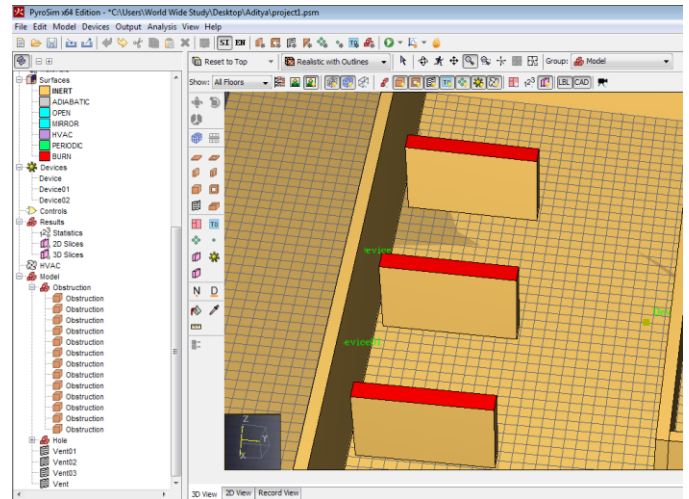 PyroSim x64 Edition - *C:\Users\World Wide Study\Desktop\Aditya\project1.psm
File Edit Model Devices Output Analysis View Help
SI EN
Reset to Top Realistic with Outlines Group: Model
Show: All Floors LBL CAD
Surfaces
INERT
ADIABATIC
OPEN
MIRROR
HVAC
PERIODIC
BURN
Devices
Device
Device01
Device02
Controls
Results
Statistics
2D Slices
3D Slices
HVAC
Model
Obstruction
Obstruction
Obstruction
Obstruction
Obstruction
Obstruction
Obstruction
Obstruction
Obstruction
Obstruction
Obstruction
Obstruction
Obstruction
Hole
Vent01
Vent02
Vent03
Vent
N D
evice
Z
Y
X
3D View 2D View Record View